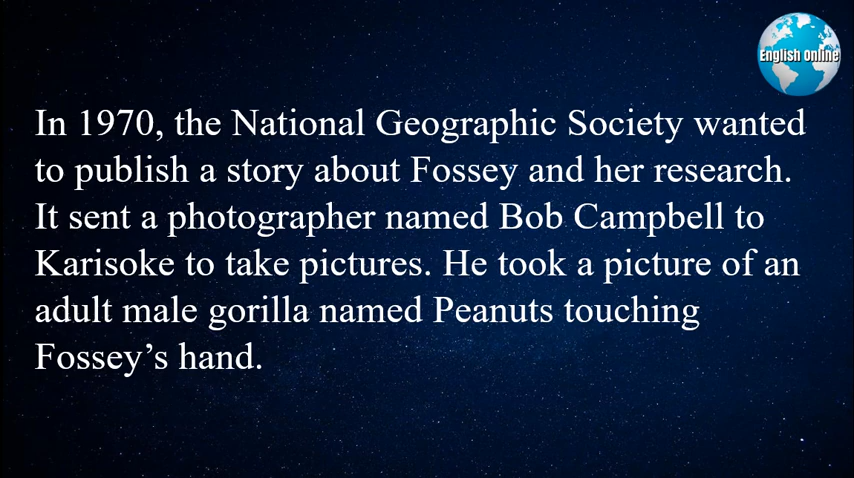 English Online
In 1970, the National Geographic Society wanted
to publish a story about Fossey and her research.
It sent a photographer named Bob Campbell to
Karisoke to take pictures. He took a picture of an
adult male gorilla named Peanuts touching
Fossey’s hand.